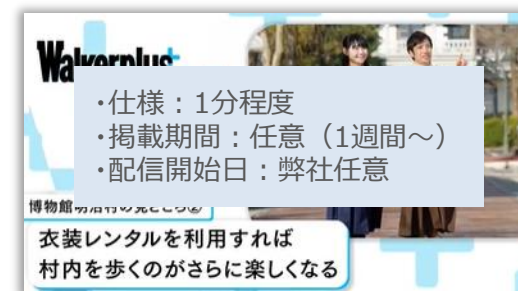 Walkerplus
・仕様：1分程度
・掲載期間：任意（1週間～）
・配信開始日：弊社任意
博物館明治村の見どころ②
衣装レンタルを利用すれば
村内を歩くのがさらに楽しくなる